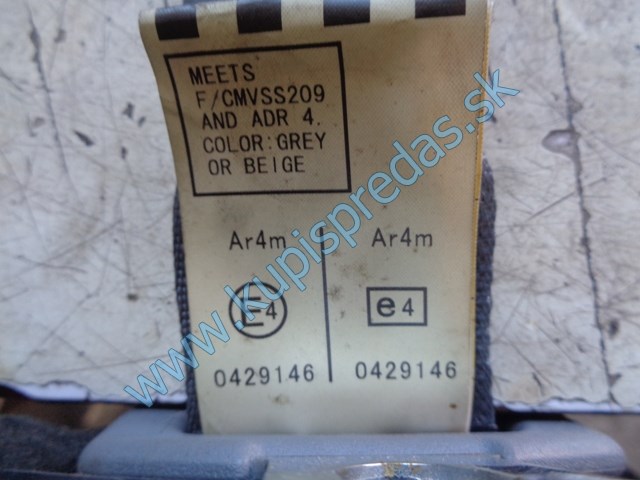 MEETS
F/CMVSS209
AND ADR 4.
COLOR:GREY
OR BEIGE
Ar4m Ar4m
E4 e4
0429146 0429146
www.kupispredas.sk